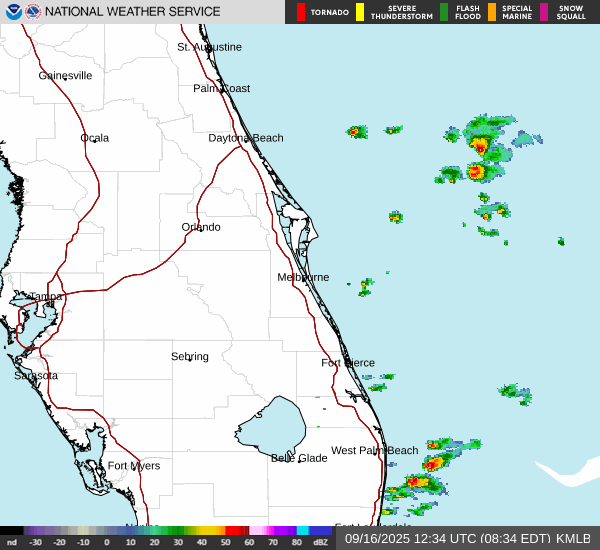 NATIONAL WEATHER SERVICE
TORNADO
SEVERE THUNDERSTORM
FLASH FLOOD
SPECIAL MARINE
SNOW SQUALL
St. Augustine
Gainesville
Palm Coast
Ocala
Daytona Beach
Orlando
Melbourne
Tampa
Sebring
Fort Pierce
Sarasota
West Palm Beach
Belle Glade
Fort Myers
nd -30 -20 -10 0 10 20 30 40 50 60 70 80 dBZ
09/16/2025 12:34 UTC (08:34 EDT) KMLB